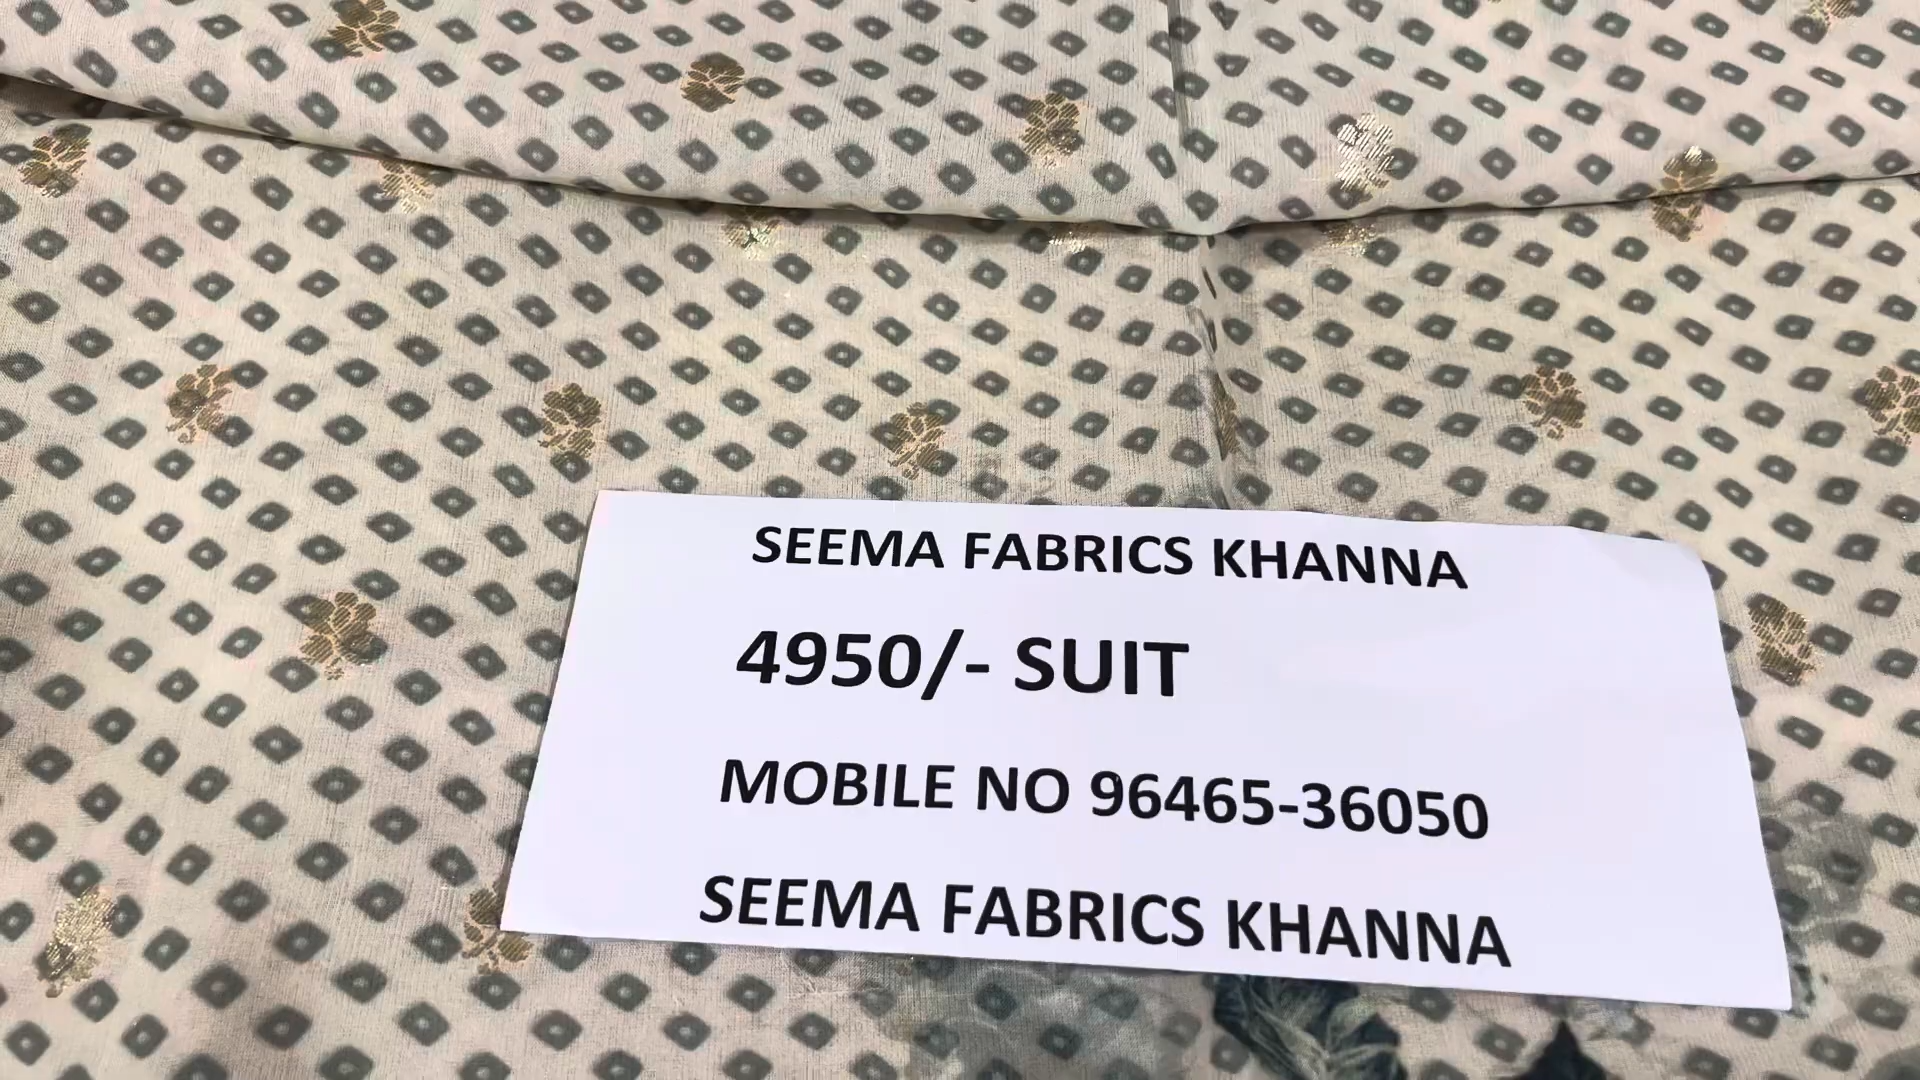 SEEMA FABRICS KHANNA
4950/- SUIT
MOBILE NO 96465-36050
SEEMA FABRICS KHANNA